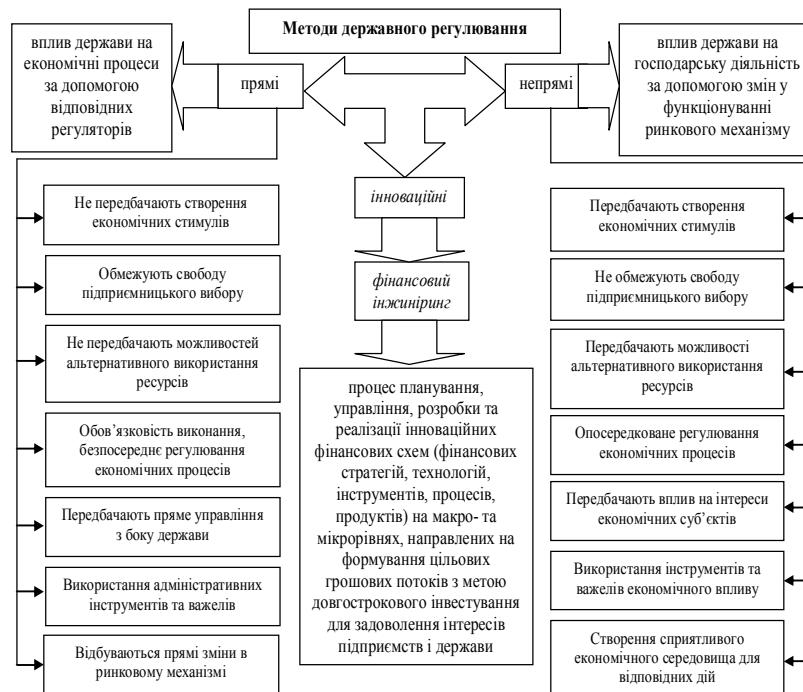 Методи державного регулювання
вплив держави на
економічні процеси
за допомогою
відповідних
регуляторів
прямі
непрямі
вплив держави на
господарську діяльність
за допомогою змін у
функціонуванні
ринкового механізму
Не передбачають створення
економічних стимулів
Обмежують свободу
підприємницького вибору
Не передбачають можливостей
альтернативного використання
ресурсів
Обов’язковість виконання,
безпосереднє регулювання
економічних процесів
Передбачають пряме управління
з боку держави
Використання адміністративних
інструментів та важелів
Відбуваються прямі зміни в
ринковому механізмі
інноваційні
фінансовий
інжиніринг
процес планування,
управління, розробки та
реалізації інноваційних
фінансових схем (фінансових
стратегій, технологій,
інструментів, процесів,
продуктів) на макро- та
мікрорівнях, направлених на
формування цільових
грошових потоків з метою
довгострокового інвестування
для задоволення інтересів
підприємств і держави
Передбачають створення
економічних стимулів
Не обмежують свободу
підприємницького вибору
Передбачають можливості
альтернативного використання
ресурсів
Опосередковане регулювання
економічних процесів
Передбачають вплив на інтереси
економічних суб’єктів
Використання інструментів та
важелів економічного впливу
Створення сприятливого
економічного середовища для
відповідних дій